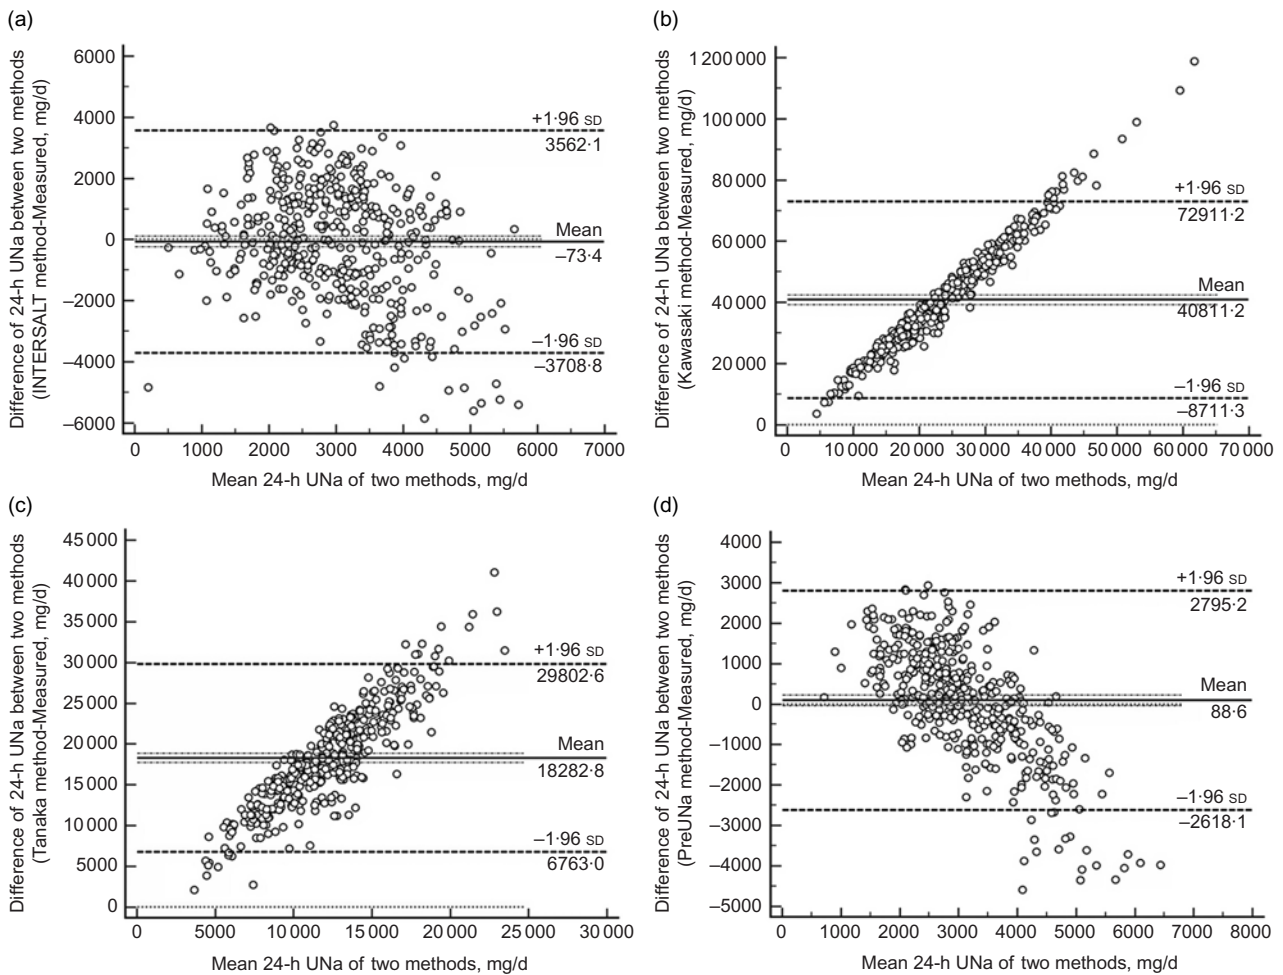 (a)
Difference of 24-h UNa between two methods
(INTERSALT method-Measured, mg/d)
6000
4000
2000
0
–2000
–4000
–6000
+1·96 SD
3562·1
Mean
–73·4
–1·96 SD
–3708·8
0 1000 2000 3000 4000 5000 6000 7000
Mean 24-h UNa of two methods, mg/d
(b)
Difference of 24-h UNa between two methods
(Kawasaki method-Measured, mg/d)
1 200 000
100 000
80 000
60 000
40 000
20 000
0
+1·96 SD
72911·2
Mean
40811·2
–1·96 SD
–8711·3
0 10 000 20 000 30 000 40 000 50 000 60 000 70 000
Mean 24-h UNa of two methods, mg/d
(c)
Difference of 24-h UNa between two methods
(Tanaka method-Measured, mg/d)
45 000
40 000
35 000
30 000
25 000
20 000
15 000
10 000
5000
0
+1·96 SD
29802·6
Mean
18282·8
–1·96 SD
6763·0
0 5000 10 000 15 000 20 000 25 000 30 000
Mean 24-h UNa of two methods, mg/d
(d)
Difference of 24-h UNa between two methods
(PreUNa method-Measured, mg/d)
4000
3000
2000
1000
0
–1000
–2000
–3000
–4000
–5000
+1·96 SD
2795·2
Mean
88·6
–1·96 SD
–2618·1
0 1000 2000 3000 4000 5000 6000 7000 8000
Mean 24-h UNa of two methods, mg/d